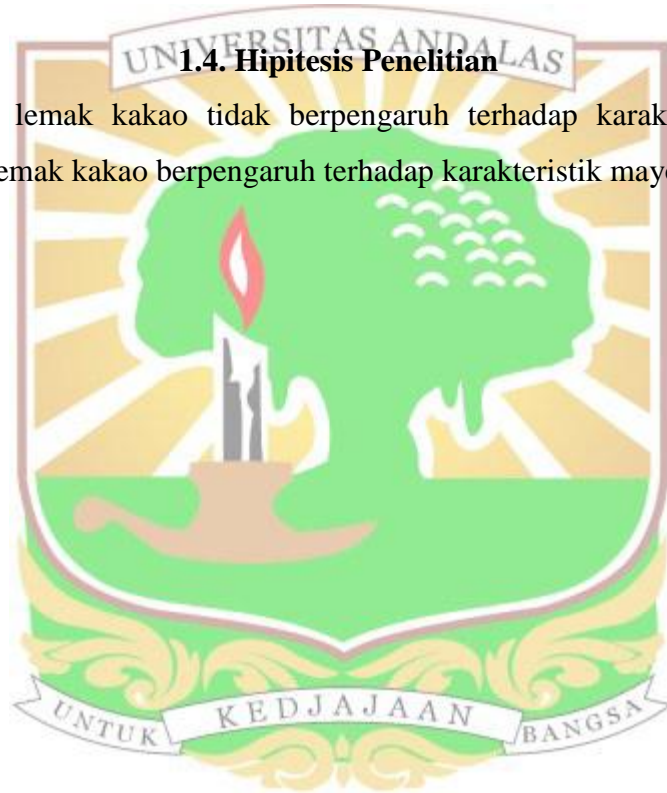 UNIVERSITAS ANDALAS
1.4. Hipitesis Penelitian
lemak kakao tidak berpengaruh terhadap karak
emak kakao berpengaruh terhadap karakteristik mayo
UNTUK KEDJAJAAN BANGSA